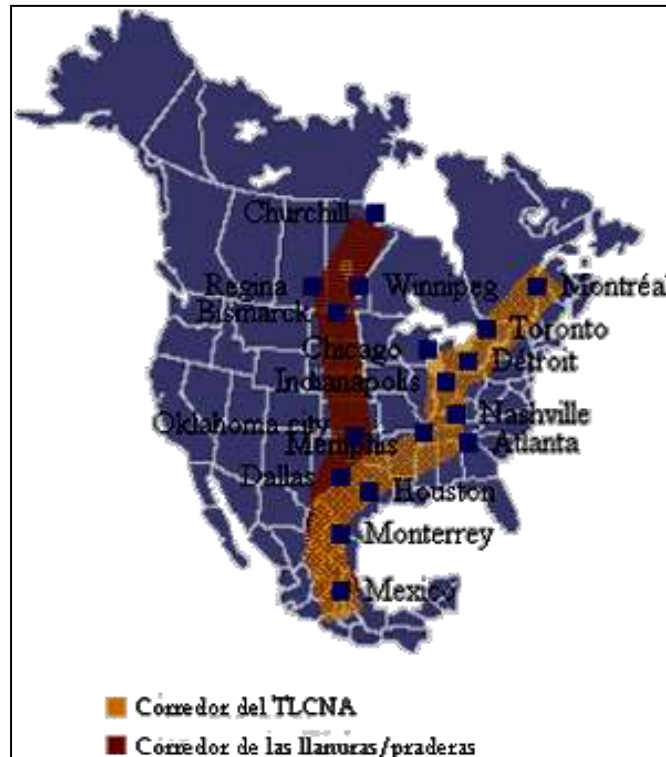 Churchill
Regina Winnipeg Montréal
Bismarck
Toronto
Chicago
Détroit
Indianapolis
Nashville
Oklahoma city
Memphis Atlanta
Dallas
Houston
Monterrey
Mexico
Corredor del TLCNA
Corredor de las llanuras/praderas